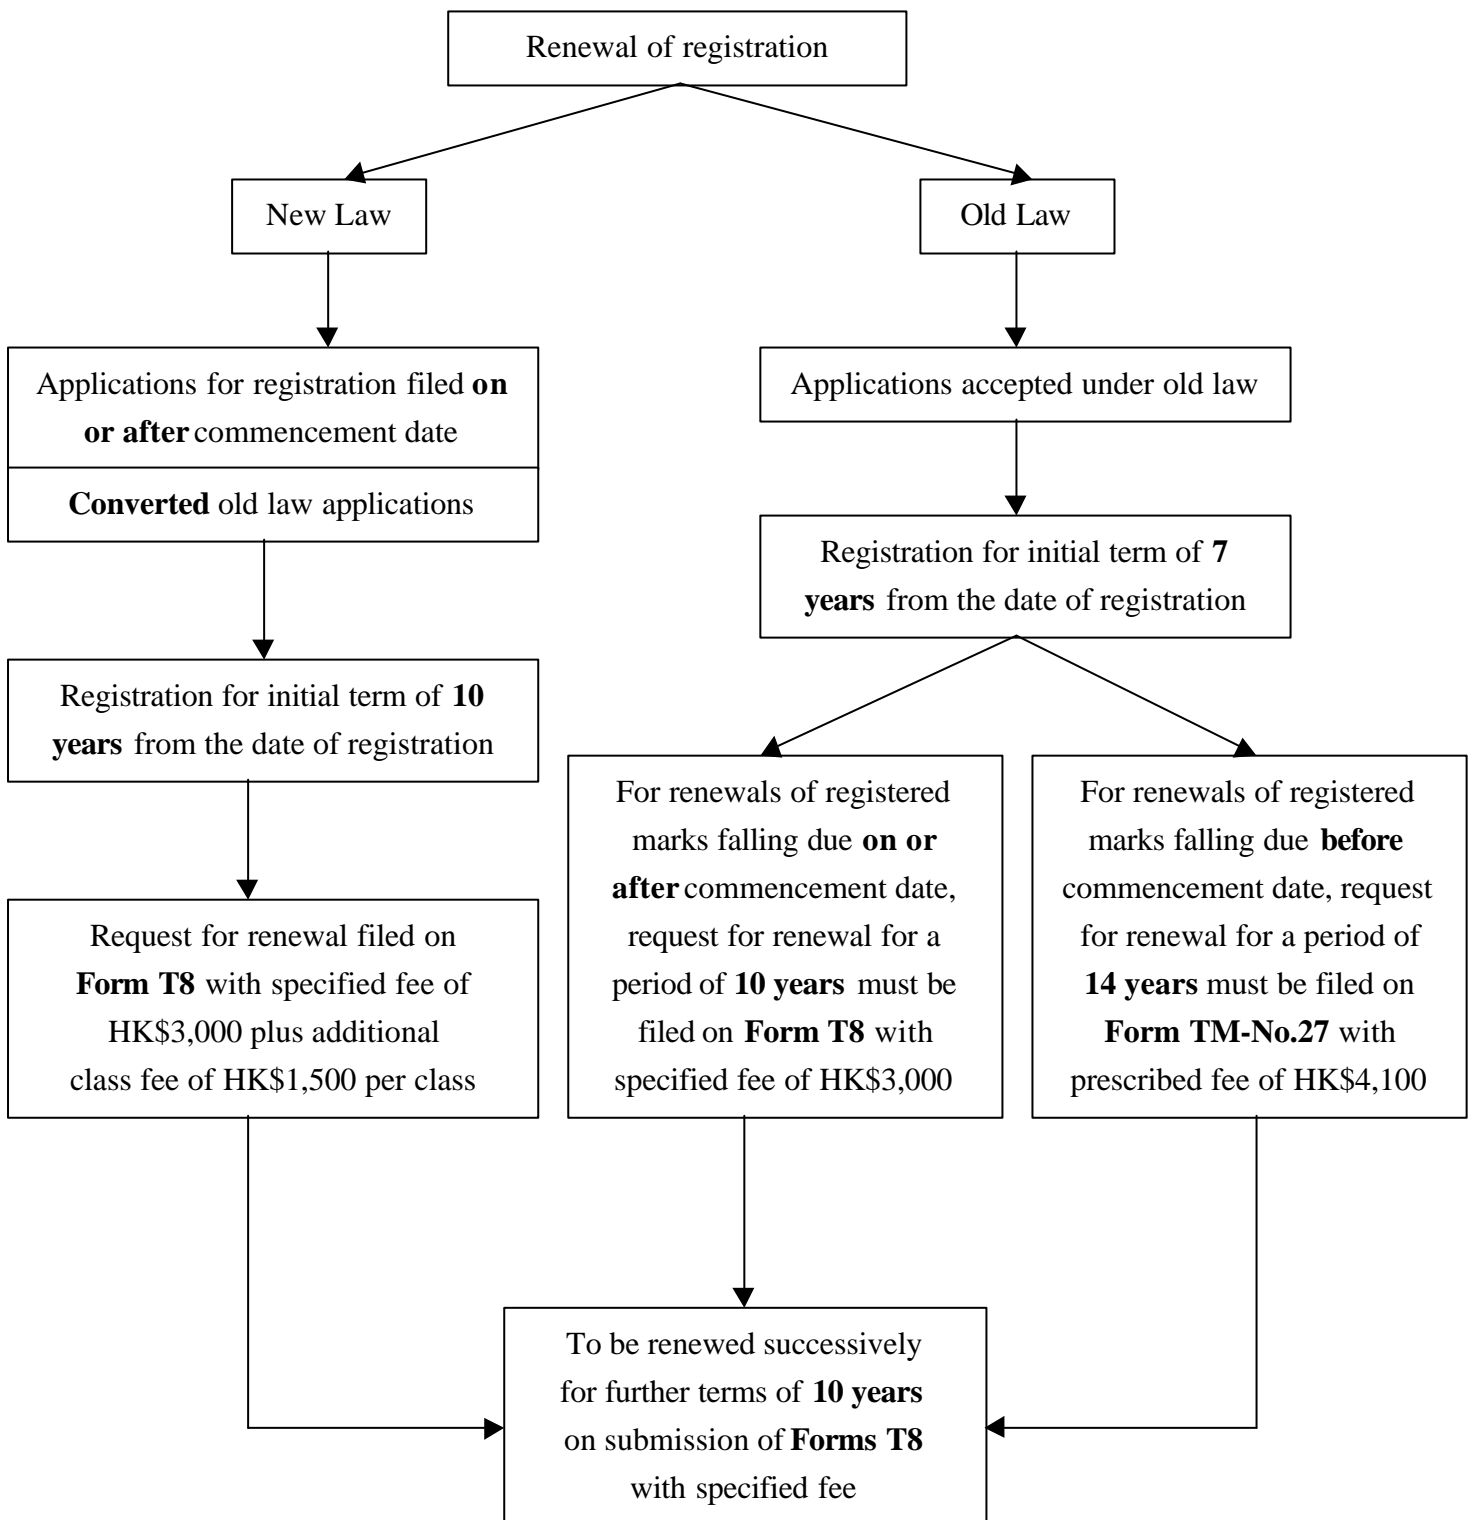 Renewal of registration
New Law
Old Law
Applications for registration filed on
or after commencement date
Converted old law applications
Applications accepted under old law
Registration for initial term of 7
years from the date of registration
Registration for initial term of 10
years from the date of registration
Request for renewal filed on
Form T8 with specified fee of
HK$3,000 plus additional
class fee of HK$1,500 per class
For renewals of registered
marks falling due on or
after commencement date,
request for renewal for a
period of 10 years must be
filed on Form T8 with
specified fee of HK$3,000
For renewals of registered
marks falling due before
commencement date, request
for renewal for a period of
14 years must be filed on
Form TM-No.27 with
prescribed fee of HK$4,100
To be renewed successively
for further terms of 10 years
on submission of Forms T8
with specified fee